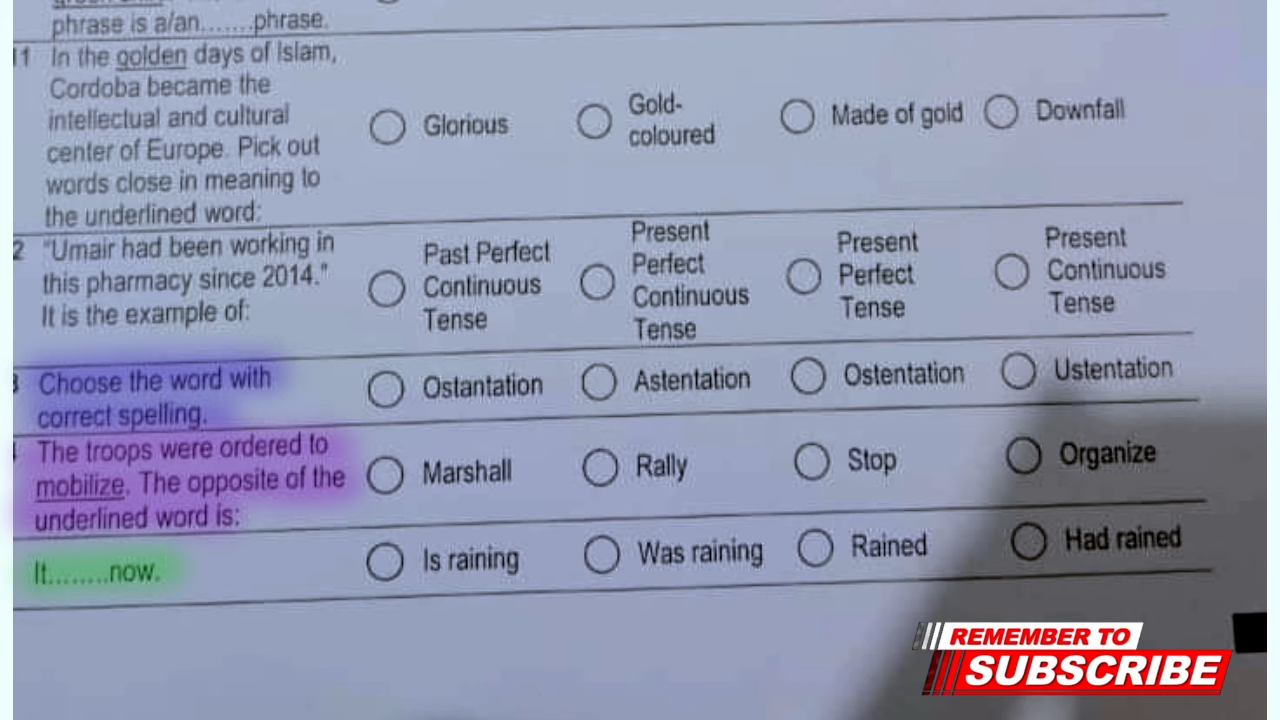 phrase is a/an.......phrase.
11 In the golden days of Islam,
Cordoba became the
intellectual and cultural
center of Europe. Pick out
words close in meaning to
the underlined word:
Glorious
Gold-
coloured
Made of gold
Downfall
2 "Umair had been working in
this pharmacy since 2014."
It is the example of:
Past Perfect
Continuous
Tense
Present
Perfect
Continuous
Tense
Present
Perfect
Tense
Present
Continuous
Tense
Choose the word with
correct spelling.
Ostantation
Astentation
Ostentation
Ustentation
The troops were ordered to
mobilize. The opposite of the
underlined word is:
Marshall
Rally
Stop
Organize
It........now.
Is raining
Was raining
Rained
Had rained
REMEMBER TO
SUBSCRIBE